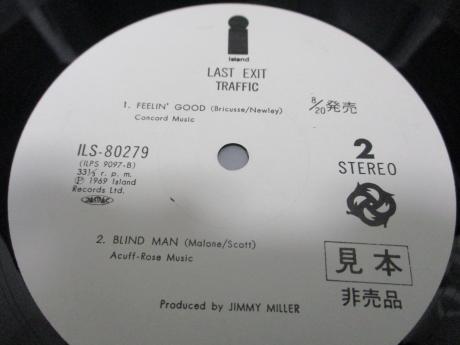 island
LAST EXIT
TRAFFIC
1. FEELIN' GOOD (Bricusse/Newley)
Concord Music
8/20発売
ILS-80279
(ILPS 9097-B)
33⅓ r. p. m.
Ⓟ 1969 Island
Records Ltd.
2
STEREO
2. BLIND MAN (Malone/Scott)
Acuff-Rose Music
見本
非売品
Produced by JIMMY MILLER